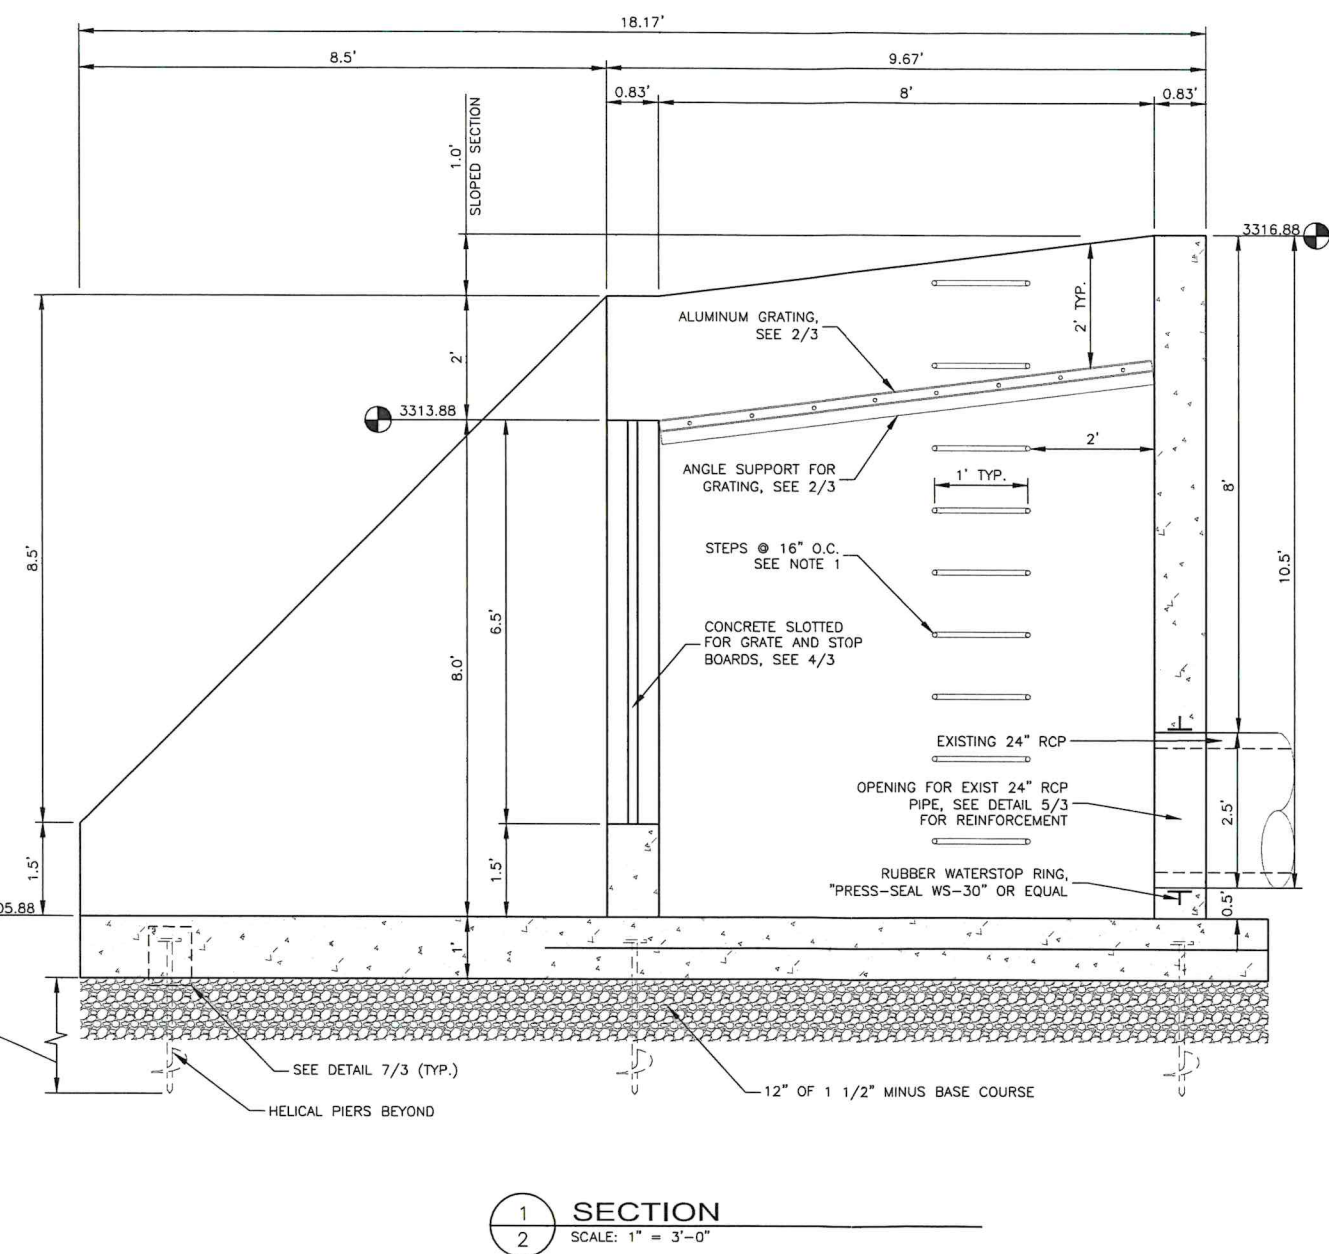 18.17'
8.5'
9.67'
0.83'
8'
0.83'
1.0'
SLOPED SECTION
3316.88
ALUMINUM GRATING,
SEE 2/3
2' TYP.
2'
3313.88
ANGLE SUPPORT FOR
GRATING, SEE 2/3
2'
1' TYP.
8'
10.5'
STEPS @ 16" O.C.
SEE NOTE 1
8.5'
6.5'
8.0'
CONCRETE SLOTTED
FOR GRATE AND STOP
BOARDS, SEE 4/3
EXISTING 24" RCP
OPENING FOR EXIST 24" RCP
PIPE, SEE DETAIL 5/3
FOR REINFORCEMENT
2.5'
1.5'
1.5'
RUBBER WATERSTOP RING,
"PRESS-SEAL WS-30" OR EQUAL
0.5'
05.88
1'
SEE DETAIL 7/3 (TYP.)
12" OF 1 1/2" MINUS BASE COURSE
HELICAL PIERS BEYOND
1
2
SECTION
SCALE: 1" = 3'-0"